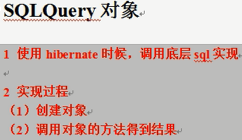 SQLQuery 对象
1 使用 hibernate 时候，调用底层 sql 实现
2 实现过程
（1）创建对象
（2）调用对象的方法得到结果